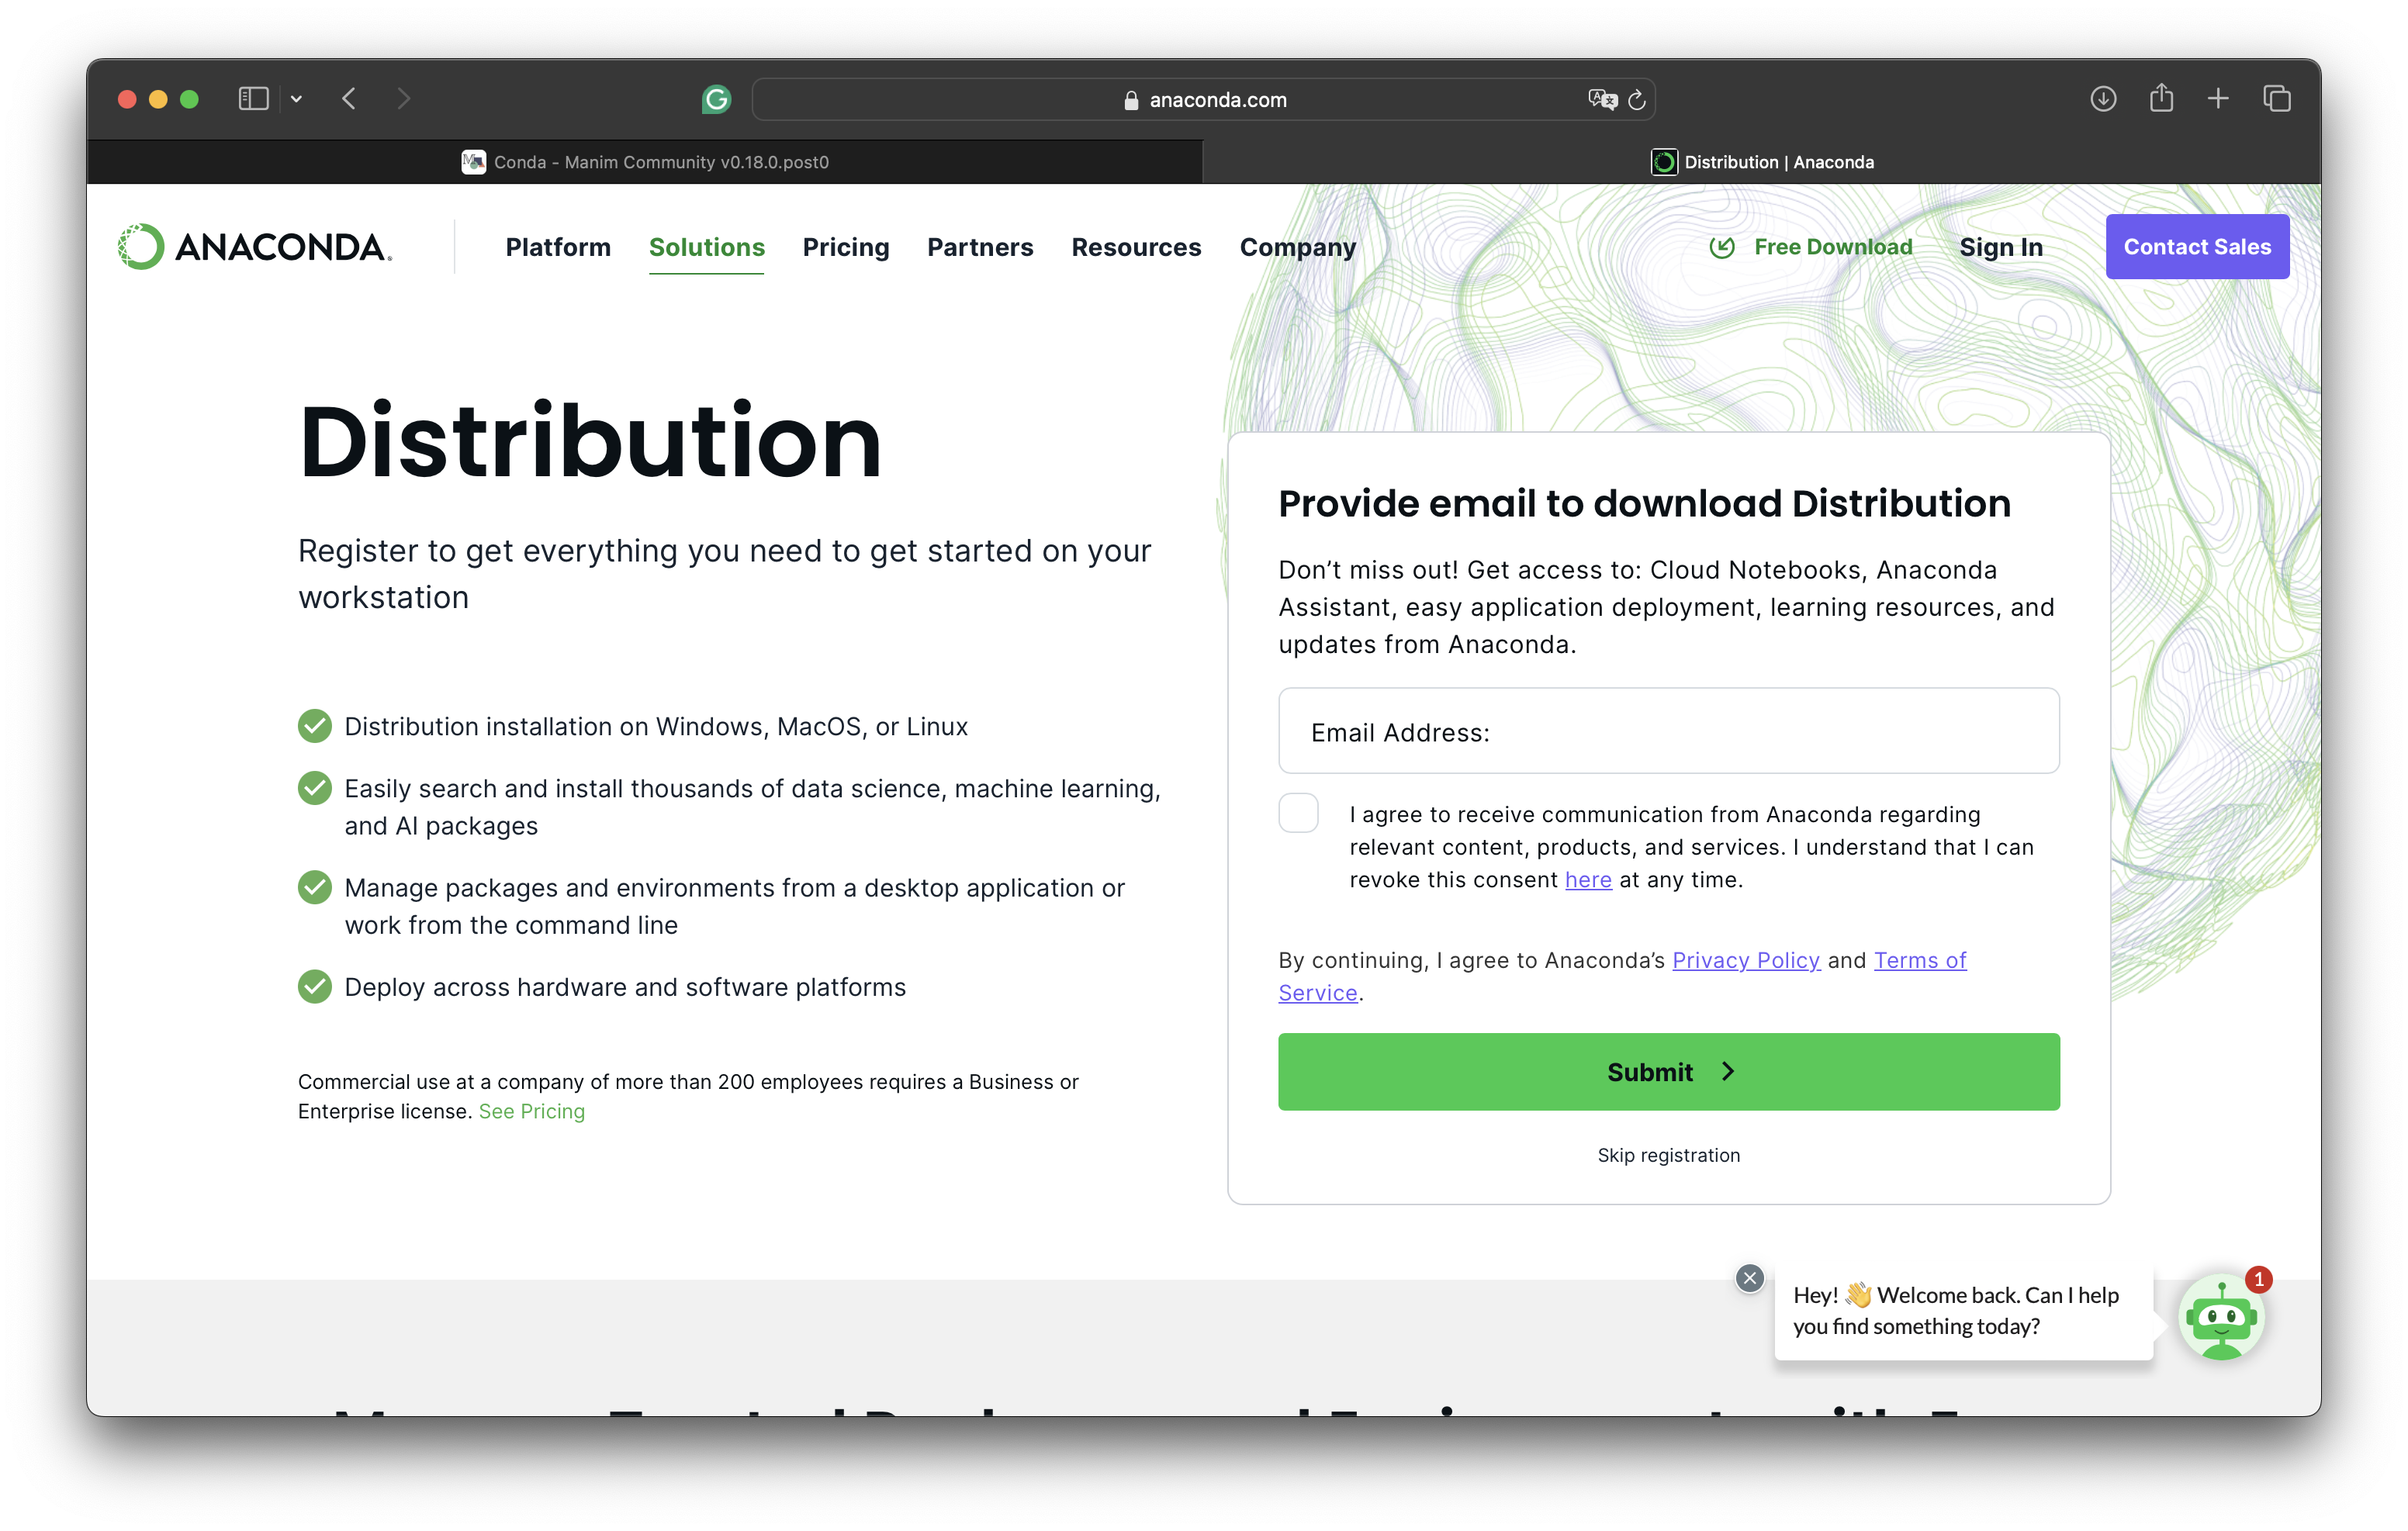 anaconda.com
Conda - Manim Community v0.18.0.post0
Distribution | Anaconda
ANACONDA.
Platform
Solutions
Pricing
Partners
Resources
Company
Free Download
Sign In
Contact Sales
Distribution
Register to get everything you need to get started on your
workstation
Distribution installation on Windows, MacOS, or Linux
Easily search and install thousands of data science, machine learning,
and AI packages
Manage packages and environments from a desktop application or
work from the command line
Deploy across hardware and software platforms
Commercial use at a company of more than 200 employees requires a Business or
Enterprise license. See Pricing
Provide email to download Distribution
Don’t miss out! Get access to: Cloud Notebooks, Anaconda
Assistant, easy application deployment, learning resources, and
updates from Anaconda.
Email Address:
I agree to receive communication from Anaconda regarding
relevant content, products, and services. I understand that I can
revoke this consent here at any time.
By continuing, I agree to Anaconda’s Privacy Policy and Terms of
Service.
Submit
Skip registration
Hey! 👋 Welcome back. Can I help
you find something today?
1